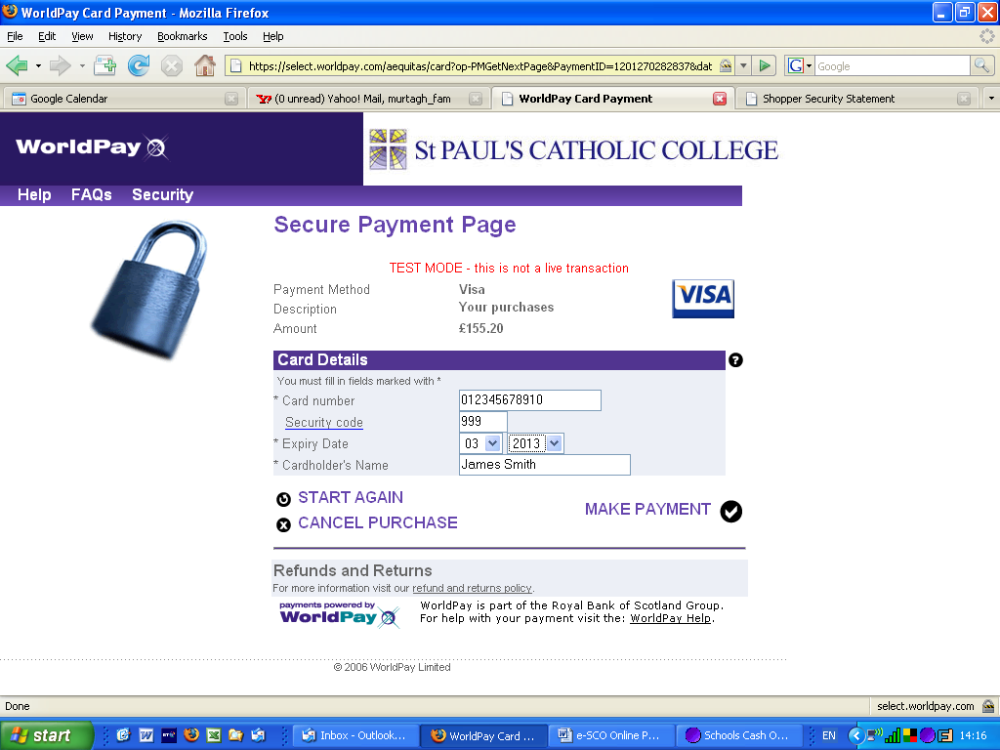 WorldPay Card Payment - Mozilla Firefox
File Edit View History Bookmarks Tools Help
https://select.worldpay.com/aequitas/card?op-PMGetNextPage&PaymentID=1201270282837&dat
G Google
Google Calendar
(0 unread) Yahoo! Mail, murtagh_fam
WorldPay Card Payment
Shopper Security Statement
WorldPay
St PAUL'S CATHOLIC COLLEGE
Help FAQs Security
Secure Payment Page
TEST MODE - this is not a live transaction
Payment Method Visa
VISA
Description Your purchases
Amount £155.20
Card Details
?
You must fill in fields marked with *
* Card number 012345678910
Security code 999
* Expiry Date 03 2013
* Cardholder's Name James Smith
START AGAIN
MAKE PAYMENT
CANCEL PURCHASE
Refunds and Returns
For more information visit our refund and returns policy.
payments powered by
WorldPay
WorldPay is part of the Royal Bank of Scotland Group.
For help with your payment visit the: WorldPay Help.
© 2006 WorldPay Limited
Done
select.worldpay.com
start
Inbox - Outlook...
WorldPay Card ...
e-SCO Online P...
Schools Cash O...
EN
14:16